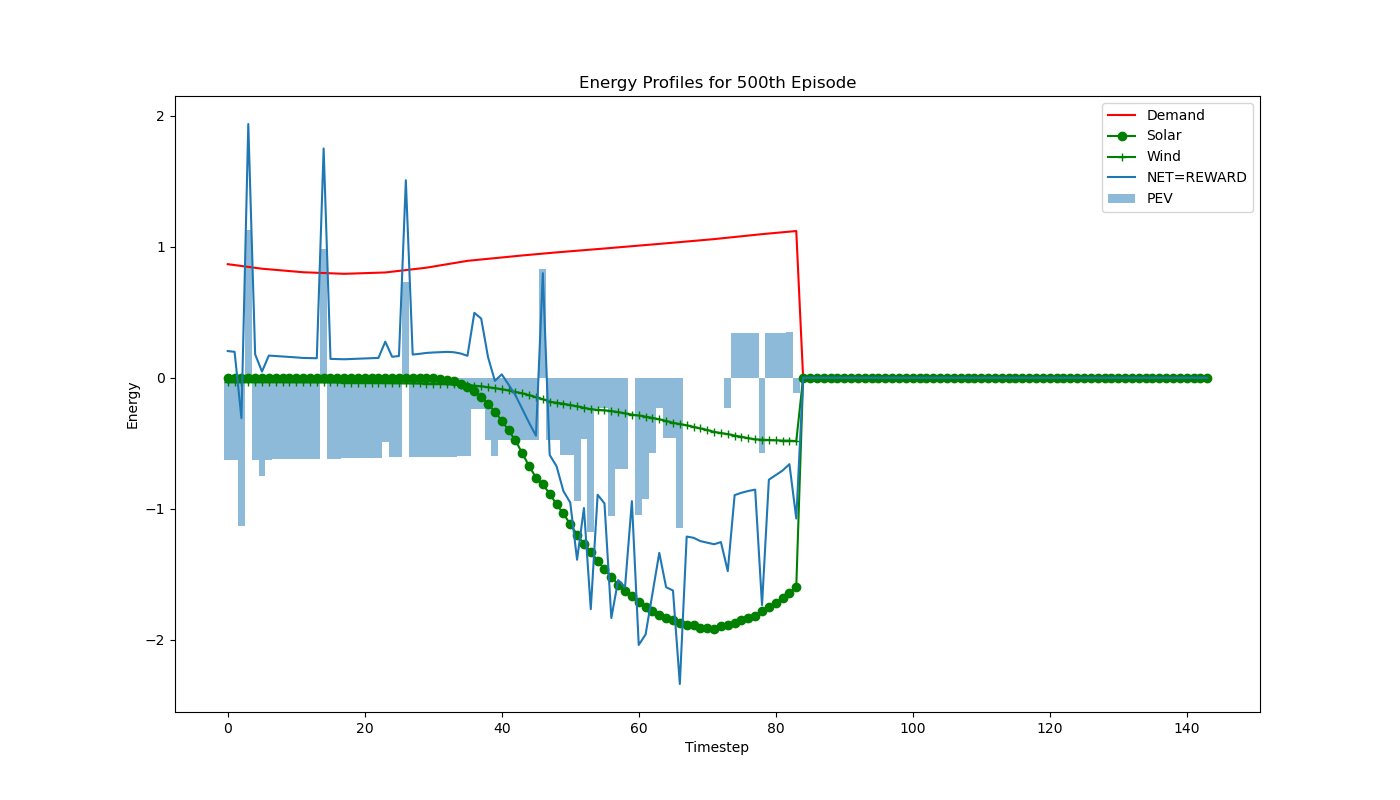 Energy Profiles for 500th Episode
Demand
Solar
Wind
NET=REWARD
PEV
2
1
0
−1
−2
Energy
0
20
40
60
80
100
120
140
Timestep